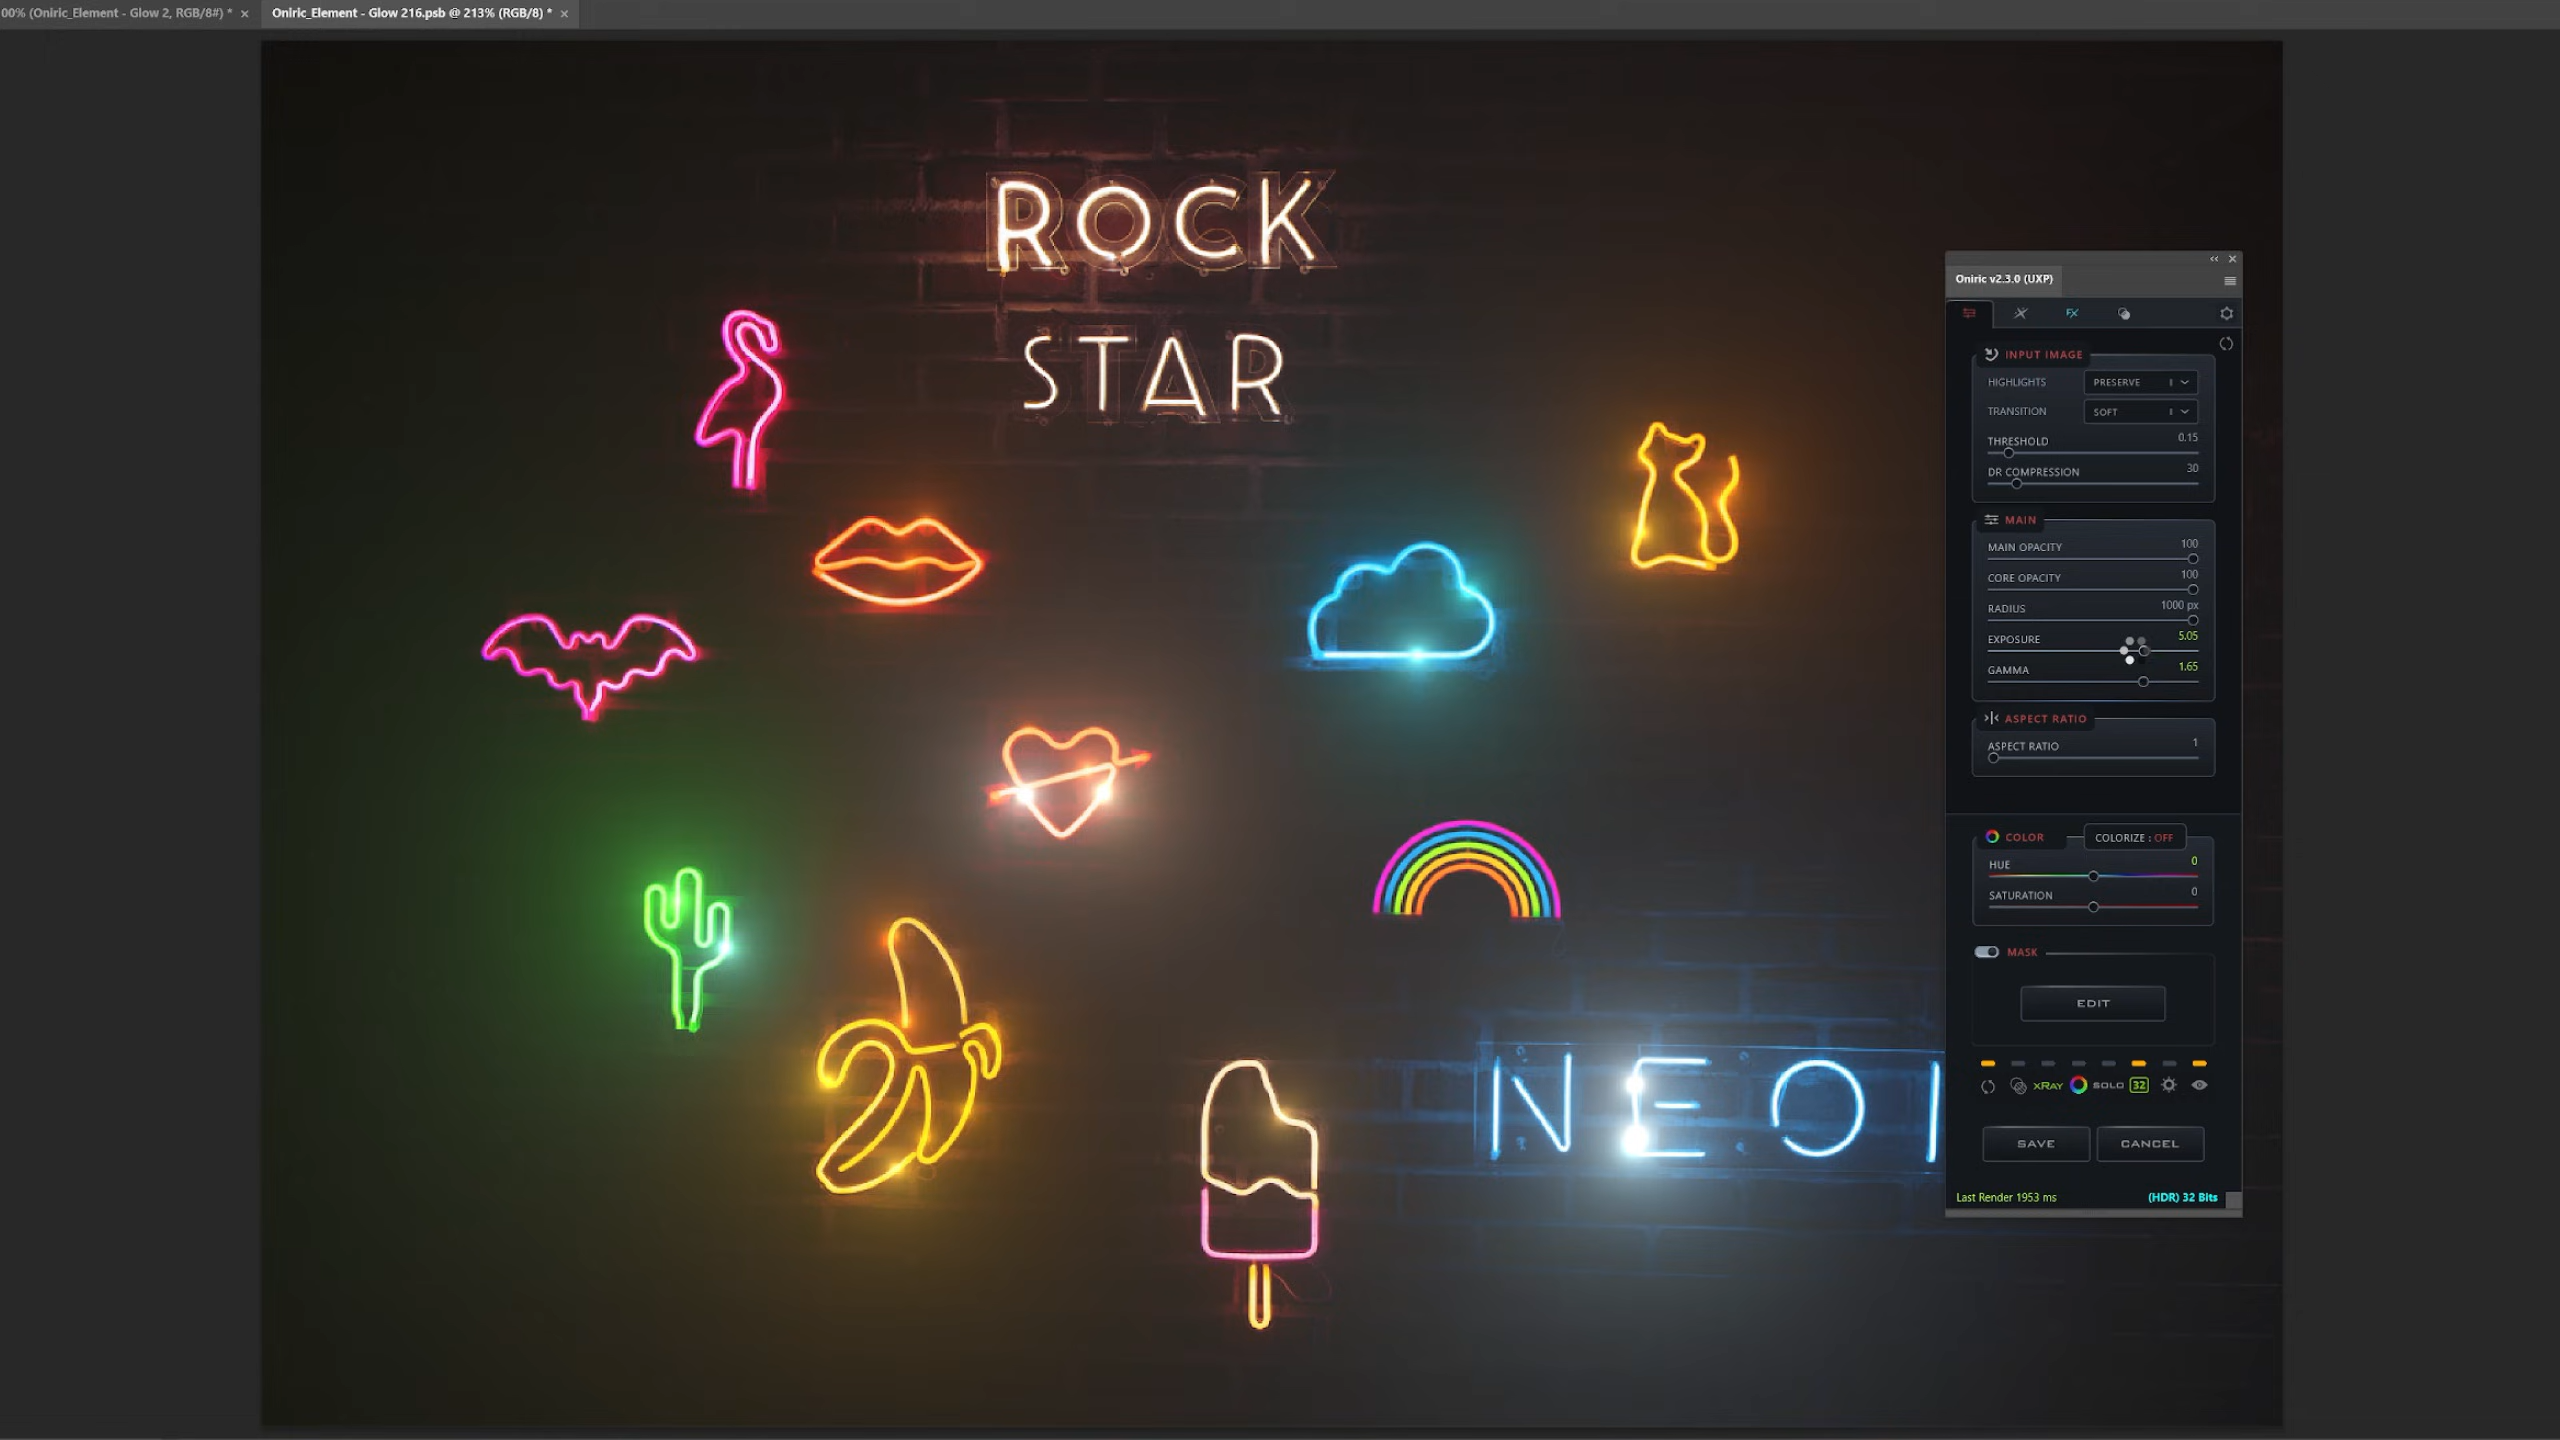 00% (Oniric_Element - Glow 2, RGB/8#) *
Oniric_Element - Glow 216.psb @ 213% (RGB/8) *
ROCK
STAR
NEO
Oniric v2.3.0 (UXP)
FX
INPUT IMAGE
HIGHLIGHTS PRESERVE
TRANSITION SOFT
THRESHOLD 0.15
DR COMPRESSION 30
MAIN
MAIN OPACITY 100
CORE OPACITY 100
RADIUS 1000 px
EXPOSURE 5.05
GAMMA 1.65
ASPECT RATIO
ASPECT RATIO 1
COLOR COLORIZE : OFF
HUE 0
SATURATION 0
MASK
EDIT
XRAY SOLO 32
SAVE CANCEL
Last Render 1953 ms (HDR) 32 Bits